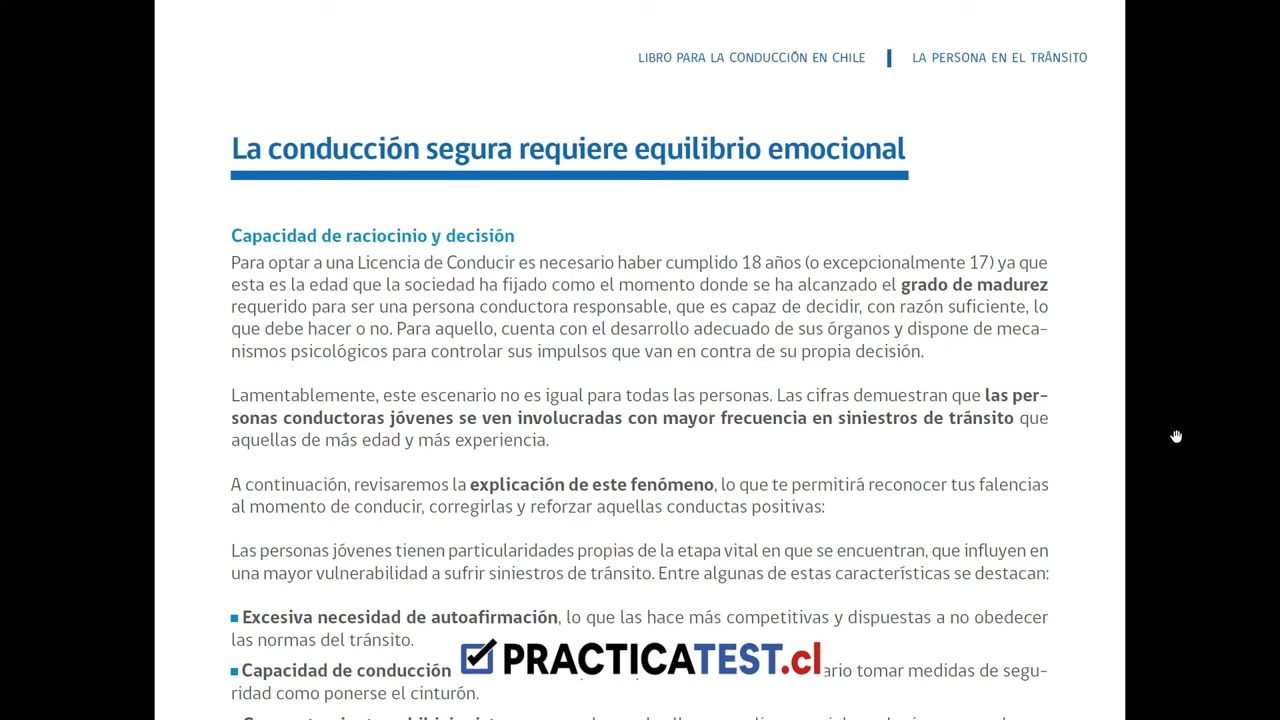 LIBRO PARA LA CONDUCCIÓN EN CHILE | LA PERSONA EN EL TRÁNSITO
La conducción segura requiere equilibrio emocional
Capacidad de raciocinio y decisión
Para optar a una Licencia de Conducir es necesario haber cumplido 18 años (o excepcionalmente 17) ya que
esta es la edad que la sociedad ha fijado como el momento donde se ha alcanzado el grado de madurez
requerido para ser una persona conductora responsable, que es capaz de decidir, con razón suficiente, lo
que debe hacer o no. Para aquello, cuenta con el desarrollo adecuado de sus órganos y dispone de meca-
nismos psicológicos para controlar sus impulsos que van en contra de su propia decisión.
Lamentablemente, este escenario no es igual para todas las personas. Las cifras demuestran que las per-
sonas conductoras jóvenes se ven involucradas con mayor frecuencia en siniestros de tránsito que
aquellas de más edad y más experiencia.
A continuación, revisaremos la explicación de este fenómeno, lo que te permitirá reconocer tus falencias
al momento de conducir, corregirlas y reforzar aquellas conductas positivas:
Las personas jóvenes tienen particularidades propias de la etapa vital en que se encuentran, que influyen en
una mayor vulnerabilidad a sufrir siniestros de tránsito. Entre algunas de estas características se destacan:
Excesiva necesidad de autoafirmación, lo que las hace más competitivas y dispuestas a no obedecer
las normas del tránsito.
PRACTICATEST.cl
Capacidad de conducción tomar medidas de segu-
ridad como ponerse el cinturón.